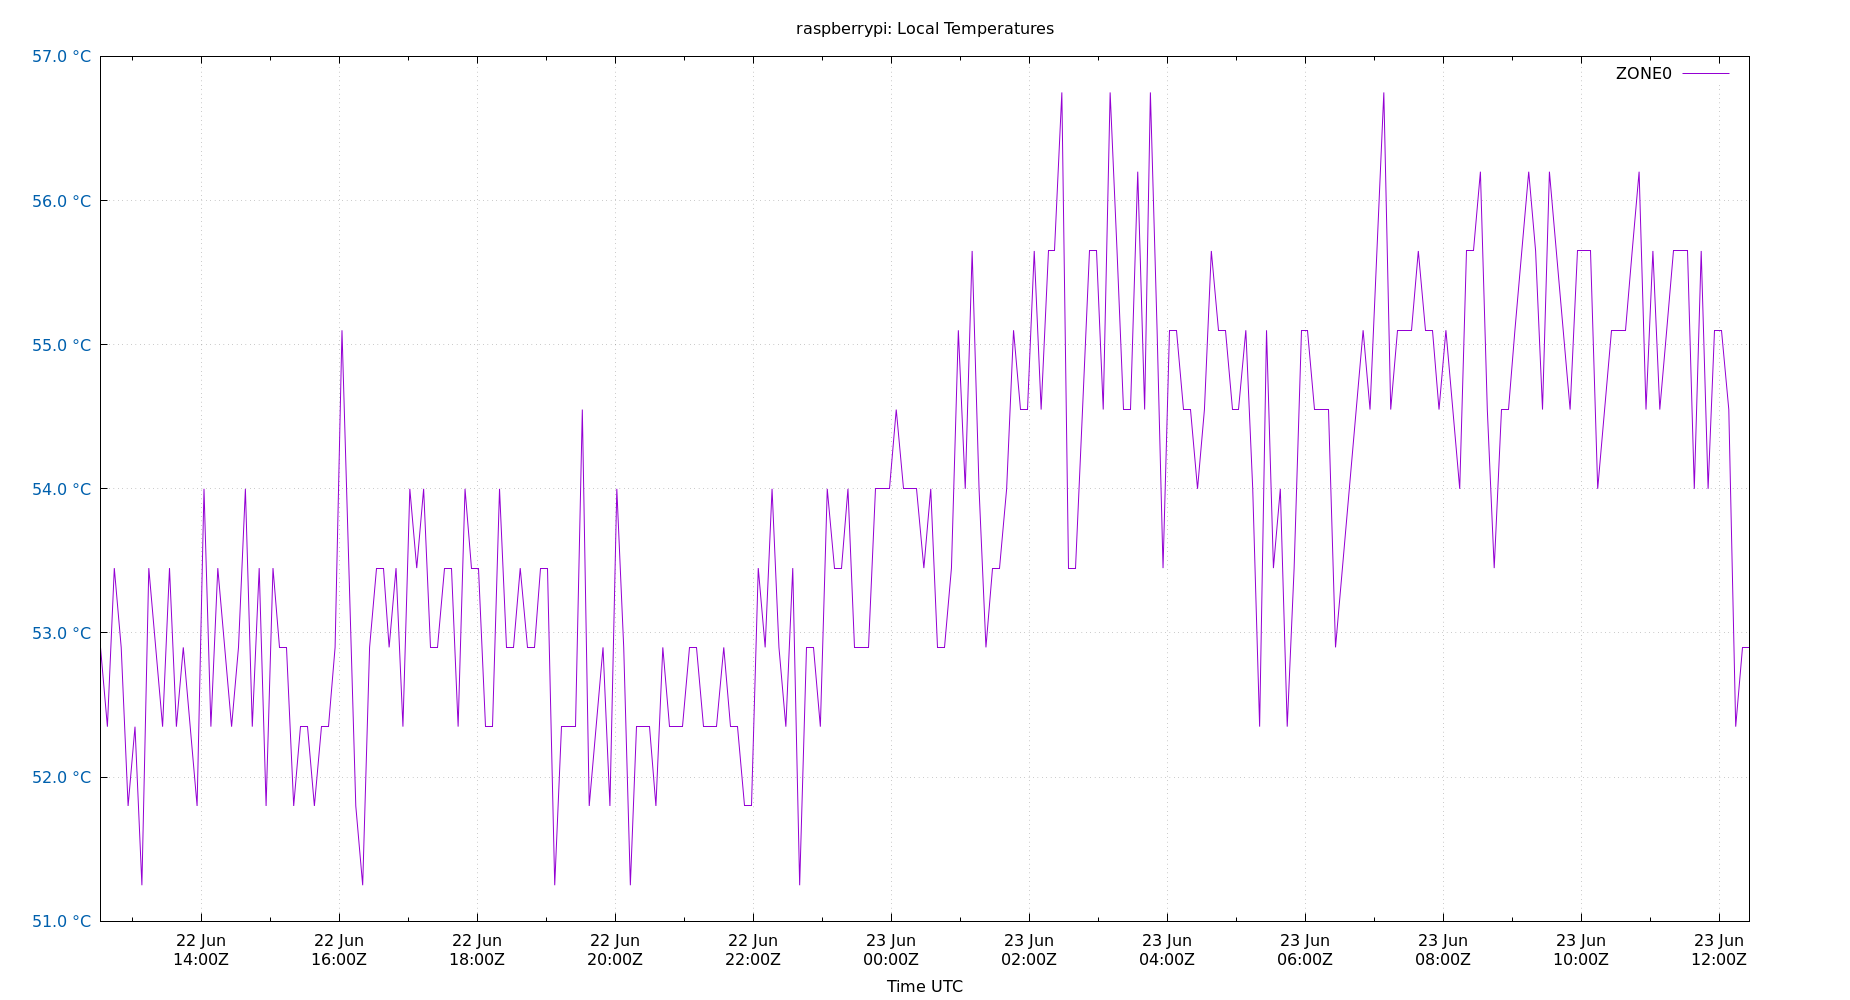 raspberrypi: Local Temperatures
57.0 °C
ZONE0
56.0 °C
55.0 °C
54.0 °C
53.0 °C
52.0 °C
51.0 °C
22 Jun 22 Jun 22 Jun 22 Jun 22 Jun 23 Jun 23 Jun 23 Jun 23 Jun 23 Jun 23 Jun 23 Jun
14:00Z 16:00Z 18:00Z 20:00Z 22:00Z 00:00Z 02:00Z 04:00Z 06:00Z 08:00Z 10:00Z 12:00Z
Time UTC